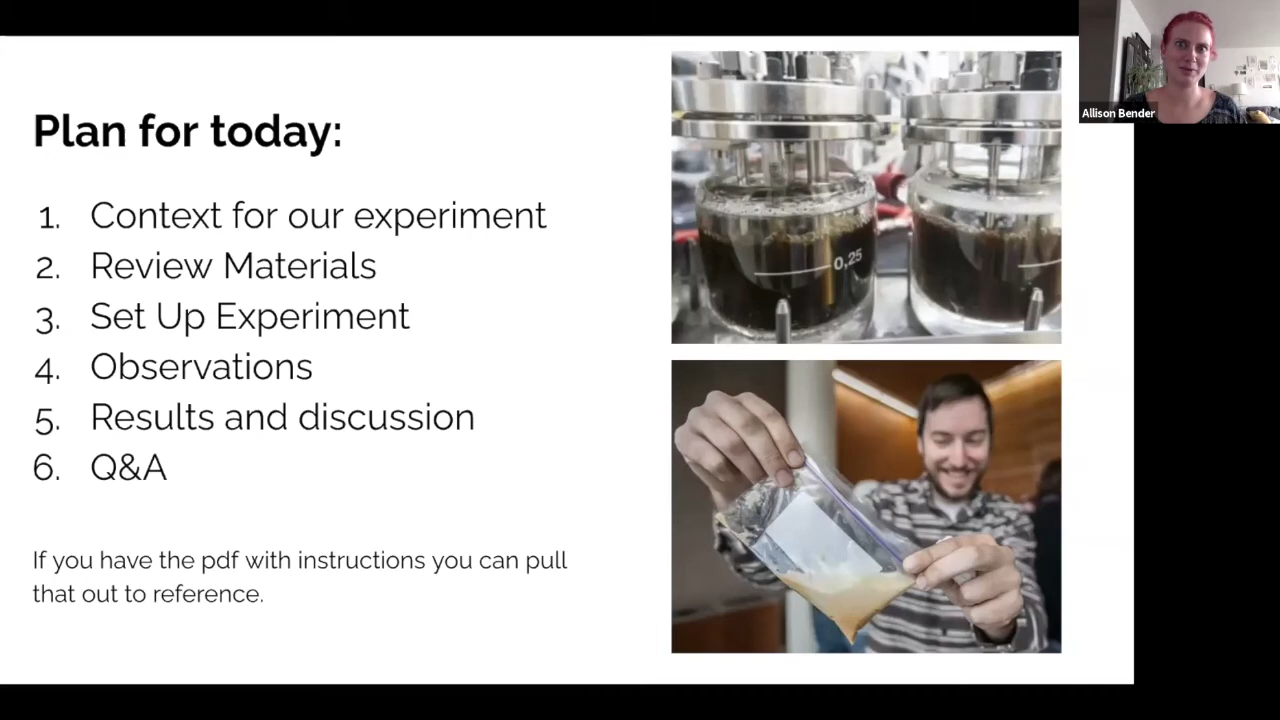 Plan for today:
1. Context for our experiment
2. Review Materials
3. Set Up Experiment
4. Observations
5. Results and discussion
6. Q&A
If you have the pdf with instructions you can pull
that out to reference.
0,25
Allison Bender